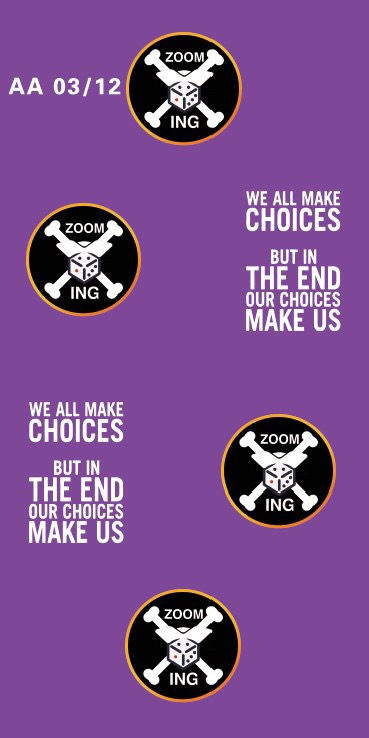 ZOOM
AA 03/12
ING
WE ALL MAKE
CHOICES
BUT IN
THE END
OUR CHOICES
MAKE US
ZOOM
ING
WE ALL MAKE
CHOICES
BUT IN
THE END
OUR CHOICES
MAKE US
ZOOM
ING
ZOOM
ING